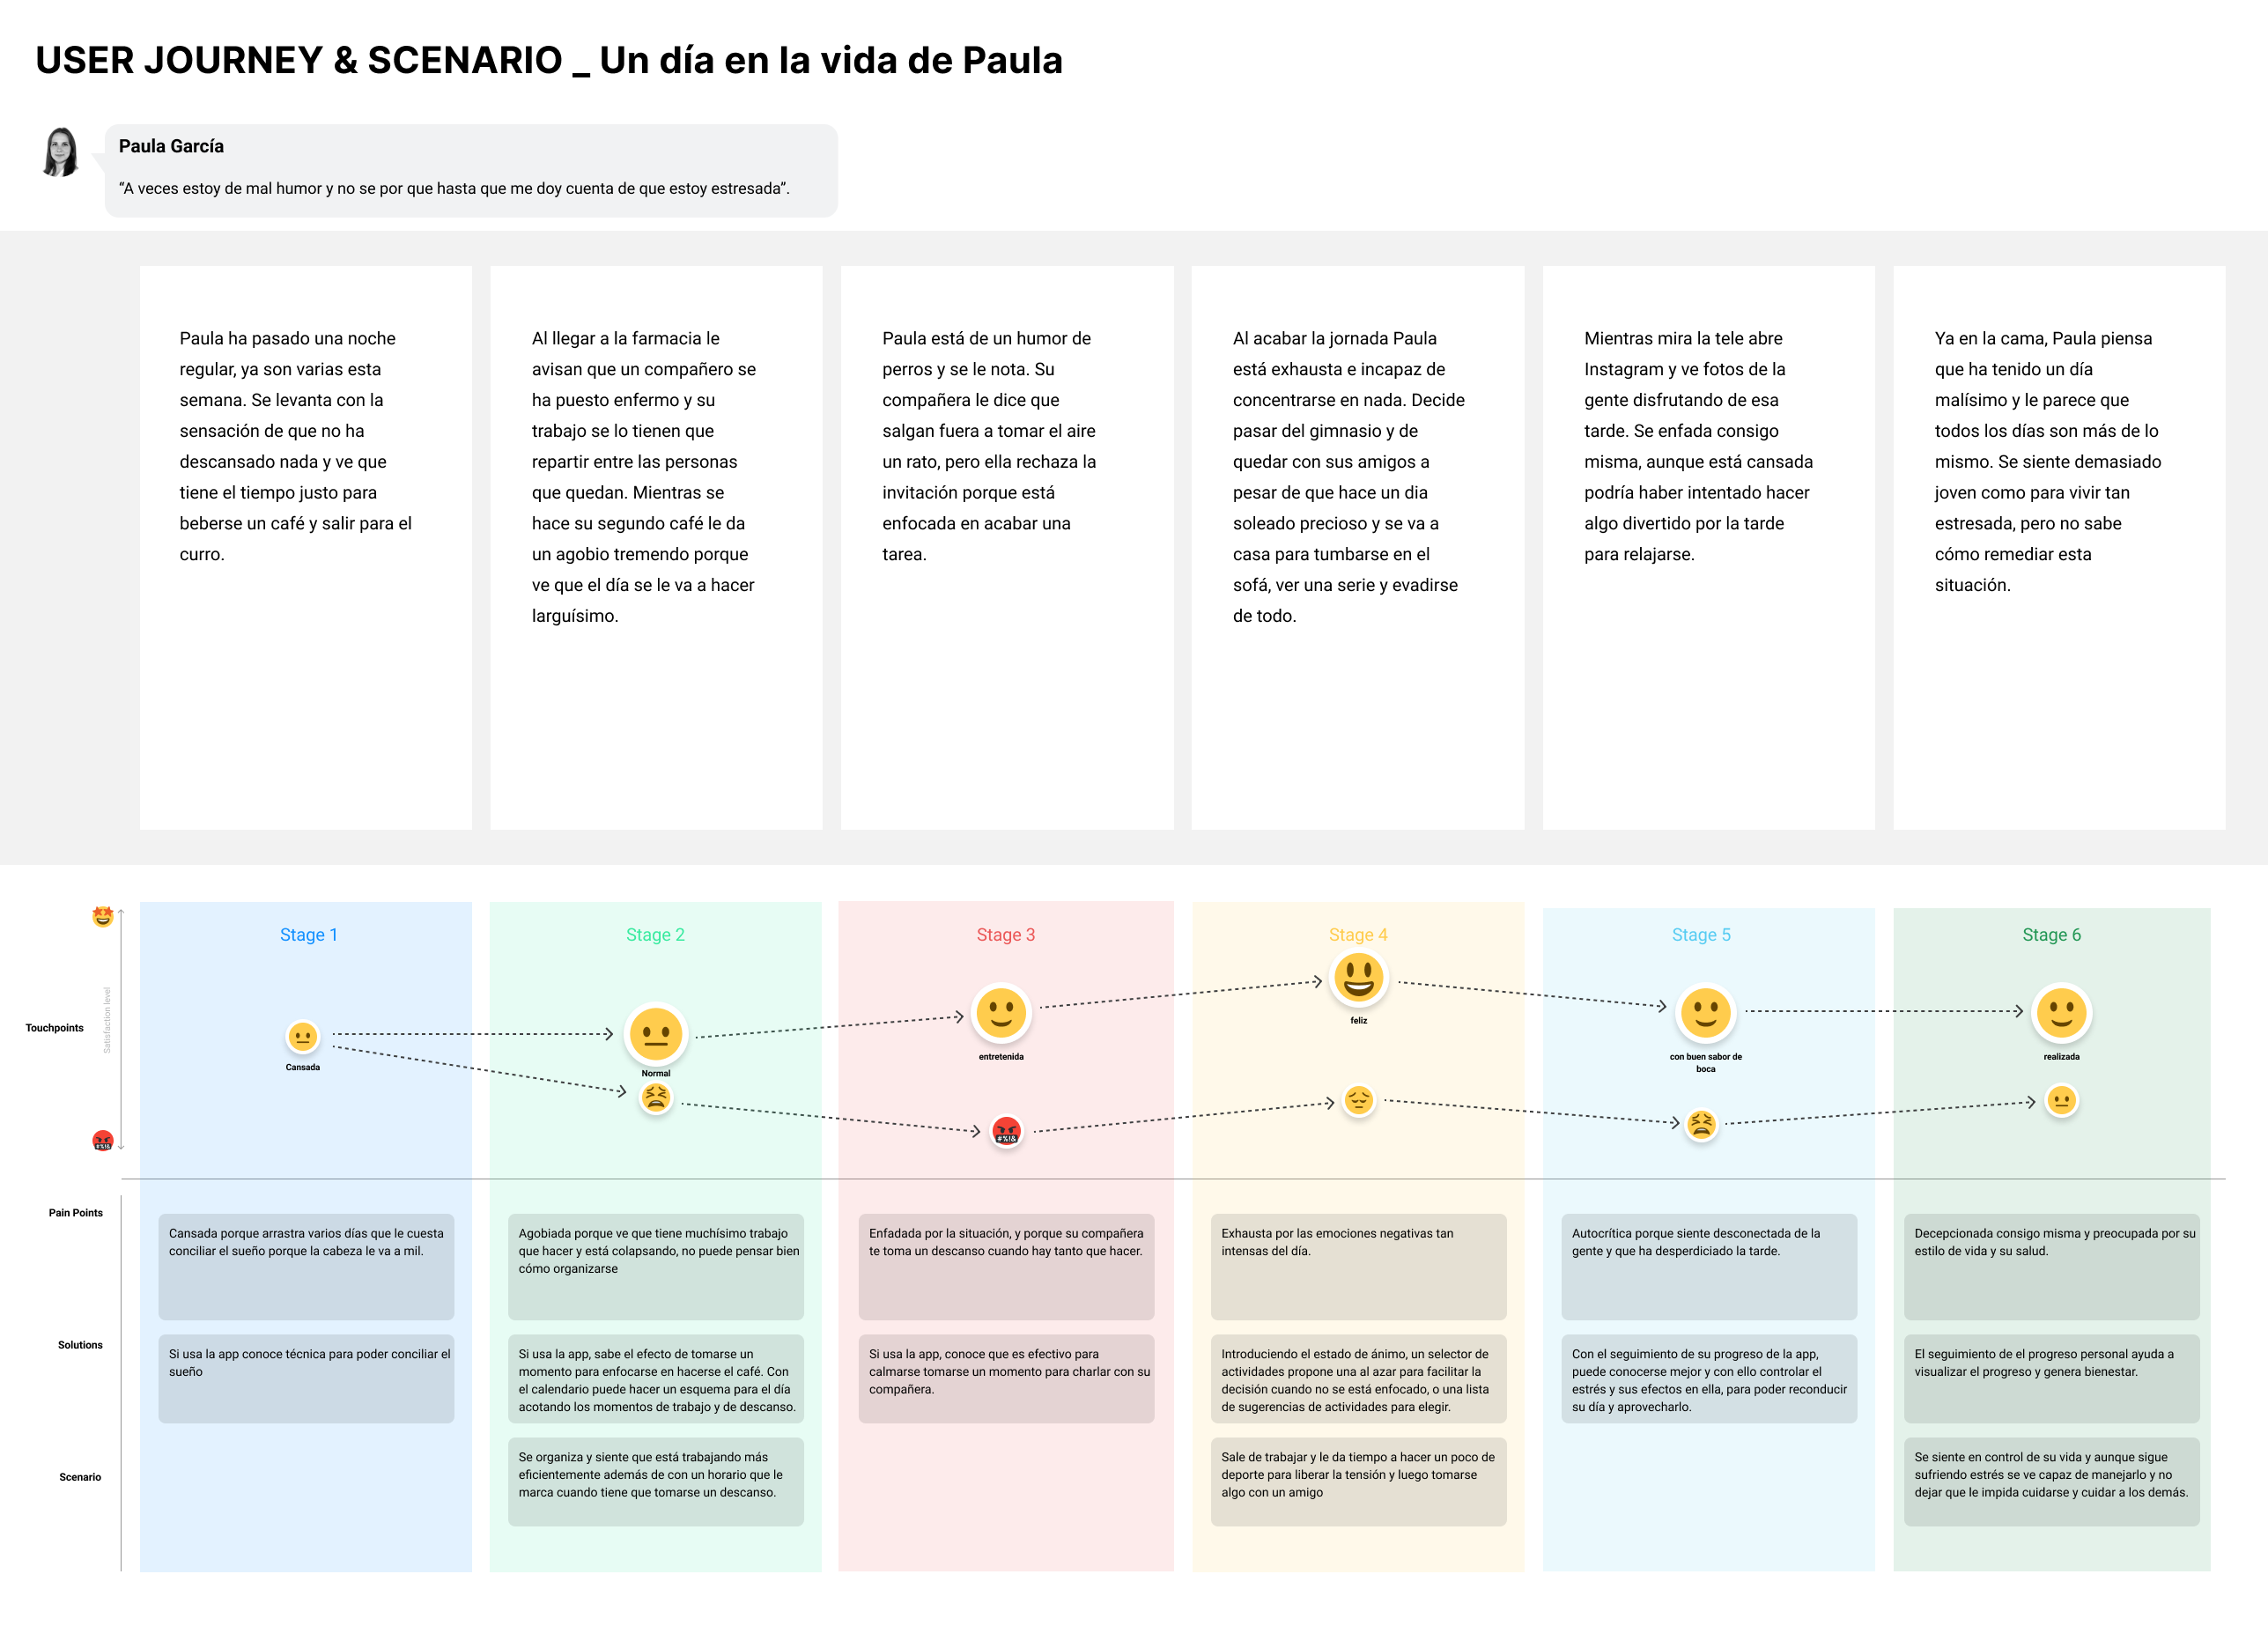 USER JOURNEY & SCENARIO _ Un día en la vida de Paula
Paula García
“A veces estoy de mal humor y no se por que hasta que me doy cuenta de que estoy estresada”.
Paula ha pasado una noche
regular, ya son varias esta
semana. Se levanta con la
sensación de que no ha
descansado nada y ve que
tiene el tiempo justo para
beberse un café y salir para el
curro.
Al llegar a la farmacia le
avisan que un compañero se
ha puesto enfermo y su
trabajo se lo tienen que
repartir entre las personas
que quedan. Mientras se
hace su segundo café le da
un agobio tremendo porque
ve que el día se le va a hacer
larguísimo.
Paula está de un humor de
perros y se le nota. Su
compañera le dice que
salgan fuera a tomar el aire
un rato, pero ella rechaza la
invitación porque está
enfocada en acabar una
tarea.
Al acabar la jornada Paula
está exhausta e incapaz de
concentrarse en nada. Decide
pasar del gimnasio y de
quedar con sus amigos a
pesar de que hace un dia
soleado precioso y se va a
casa para tumbarse en el
sofá, ver una serie y evadirse
de todo.
Mientras mira la tele abre
Instagram y ve fotos de la
gente disfrutando de esa
tarde. Se enfada consigo
misma, aunque está cansada
podría haber intentado hacer
algo divertido por la tarde
para relajarse.
Ya en la cama, Paula piensa
que ha tenido un día
malísimo y le parece que
todos los días son más de lo
mismo. Se siente demasiado
joven como para vivir tan
estresada, pero no sabe
cómo remediar esta
situación.
Touchpoints
Satisfaction level
Stage 1
Stage 2
Stage 3
Stage 4
Stage 5
Stage 6
Cansada
Normal
entretenida
feliz
con buen sabor de
boca
realizada
#%!&
#%!&
Pain Points
Cansada porque arrastra varios días que le cuesta
conciliar el sueño porque la cabeza le va a mil.
Agobiada porque ve que tiene muchísimo trabajo
que hacer y está colapsando, no puede pensar bien
cómo organizarse
Enfadada por la situación, y porque su compañera
te toma un descanso cuando hay tanto que hacer.
Exhausta por las emociones negativas tan
intensas del día.
Autocrítica porque siente desconectada de la
gente y que ha desperdiciado la tarde.
Decepcionada consigo misma y preocupada por su
estilo de vida y su salud.
Solutions
Si usa la app conoce técnica para poder conciliar el
sueño
Si usa la app, sabe el efecto de tomarse un
momento para enfocarse en hacerse el café. Con
el calendario puede hacer un esquema para el día
acotando los momentos de trabajo y de descanso.
Si usa la app, conoce que es efectivo para
calmarse tomarse un momento para charlar con su
compañera.
Introduciendo el estado de ánimo, un selector de
actividades propone una al azar para facilitar la
decisión cuando no se está enfocado, o una lista
de sugerencias de actividades para elegir.
Con el seguimiento de su progreso de la app,
puede conocerse mejor y con ello controlar el
estrés y sus efectos en ella, para poder reconducir
su día y aprovecharlo.
El seguimiento de el progreso personal ayuda a
visualizar el progreso y genera bienestar.
Scenario
Se organiza y siente que está trabajando más
eficientemente además de con un horario que le
marca cuando tiene que tomarse un descanso.
Sale de trabajar y le da tiempo a hacer un poco de
deporte para liberar la tensión y luego tomarse
algo con un amigo
Se siente en control de su vida y aunque sigue
sufriendo estrés se ve capaz de manejarlo y no
dejar que le impida cuidarse y cuidar a los demás.